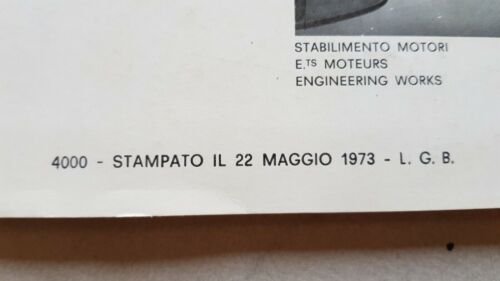 STABILIMENTO MOTORI
E.TS MOTEURS
ENGINEERING WORKS
4000 - STAMPATO IL 22 MAGGIO 1973 - L. G. B.